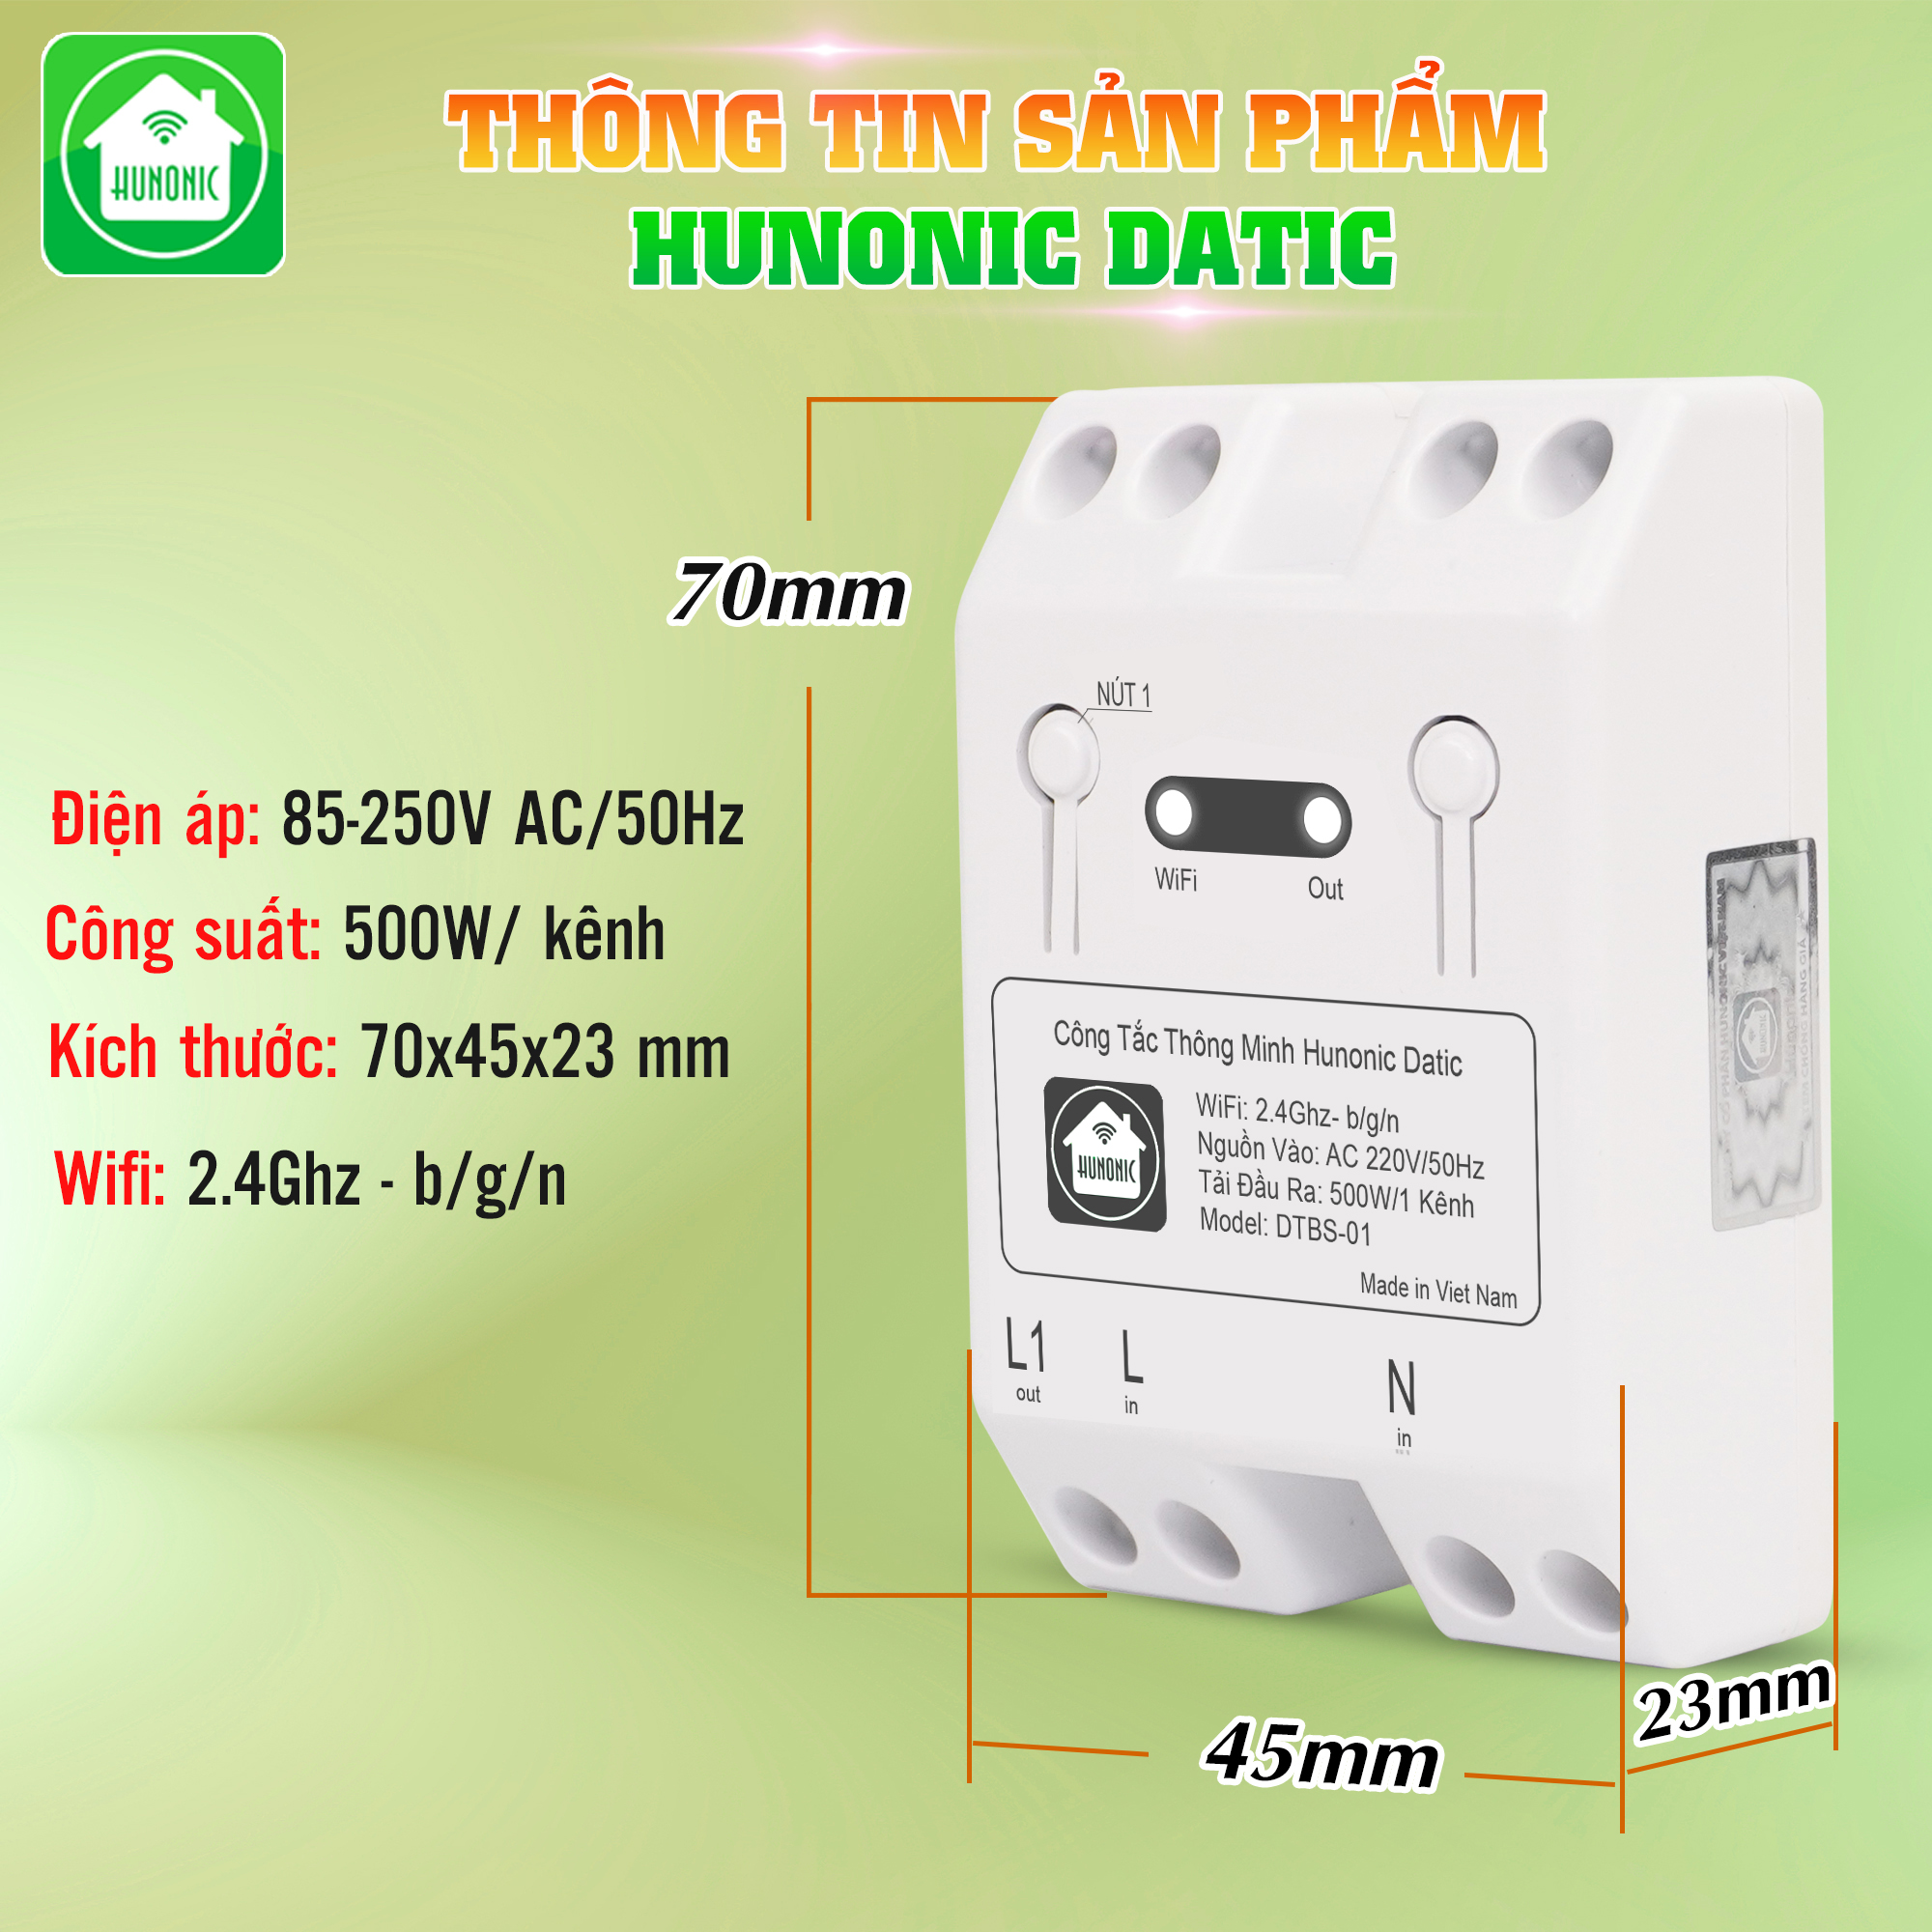 HUNONIC
THÔNG TIN SẢN PHẨM
HUNONIC DATIC
70mm
Điện áp: 85-250V AC/50Hz
Công suất: 500W/ kênh
Kích thước: 70x45x23 mm
Wifi: 2.4Ghz - b/g/n
NÚT 1
WiFi
Out
Công Tắc Thông Minh Hunonic Datic
HUNONIC
WiFi: 2.4Ghz- b/g/n
Nguồn Vào: AC 220V/50Hz
Tải Đầu Ra: 500W/1 Kênh
Model: DTBS-01
Made in Viet Nam
L1
out
L
in
N
in
45mm
23mm